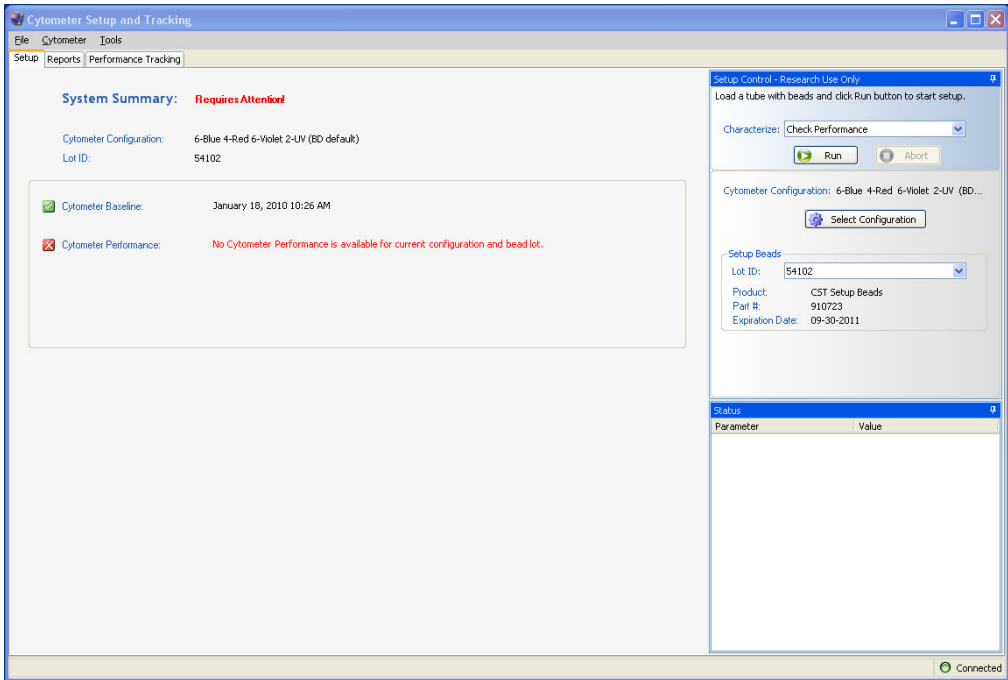 Cytometer Setup and Tracking
File Cytometer Tools
Setup Reports Performance Tracking
System Summary: Requires Attention!
Cytometer Configuration: 6-Blue 4-Red 6-Violet 2-UV (BD default)
Lot ID: 54102
Cytometer Baseline: January 18, 2010 10:26 AM
Cytometer Performance: No Cytometer Performance is available for current configuration and bead lot.
Setup Control - Research Use Only
Load a tube with beads and click Run button to start setup.
Characterize: Check Performance
Run Abort
Cytometer Configuration: 6-Blue 4-Red 6-Violet 2-UV (BD...
Select Configuration
Setup Beads
Lot ID: 54102
Product: CST Setup Beads
Part #: 910723
Expiration Date: 09-30-2011
Status
Parameter Value
Connected